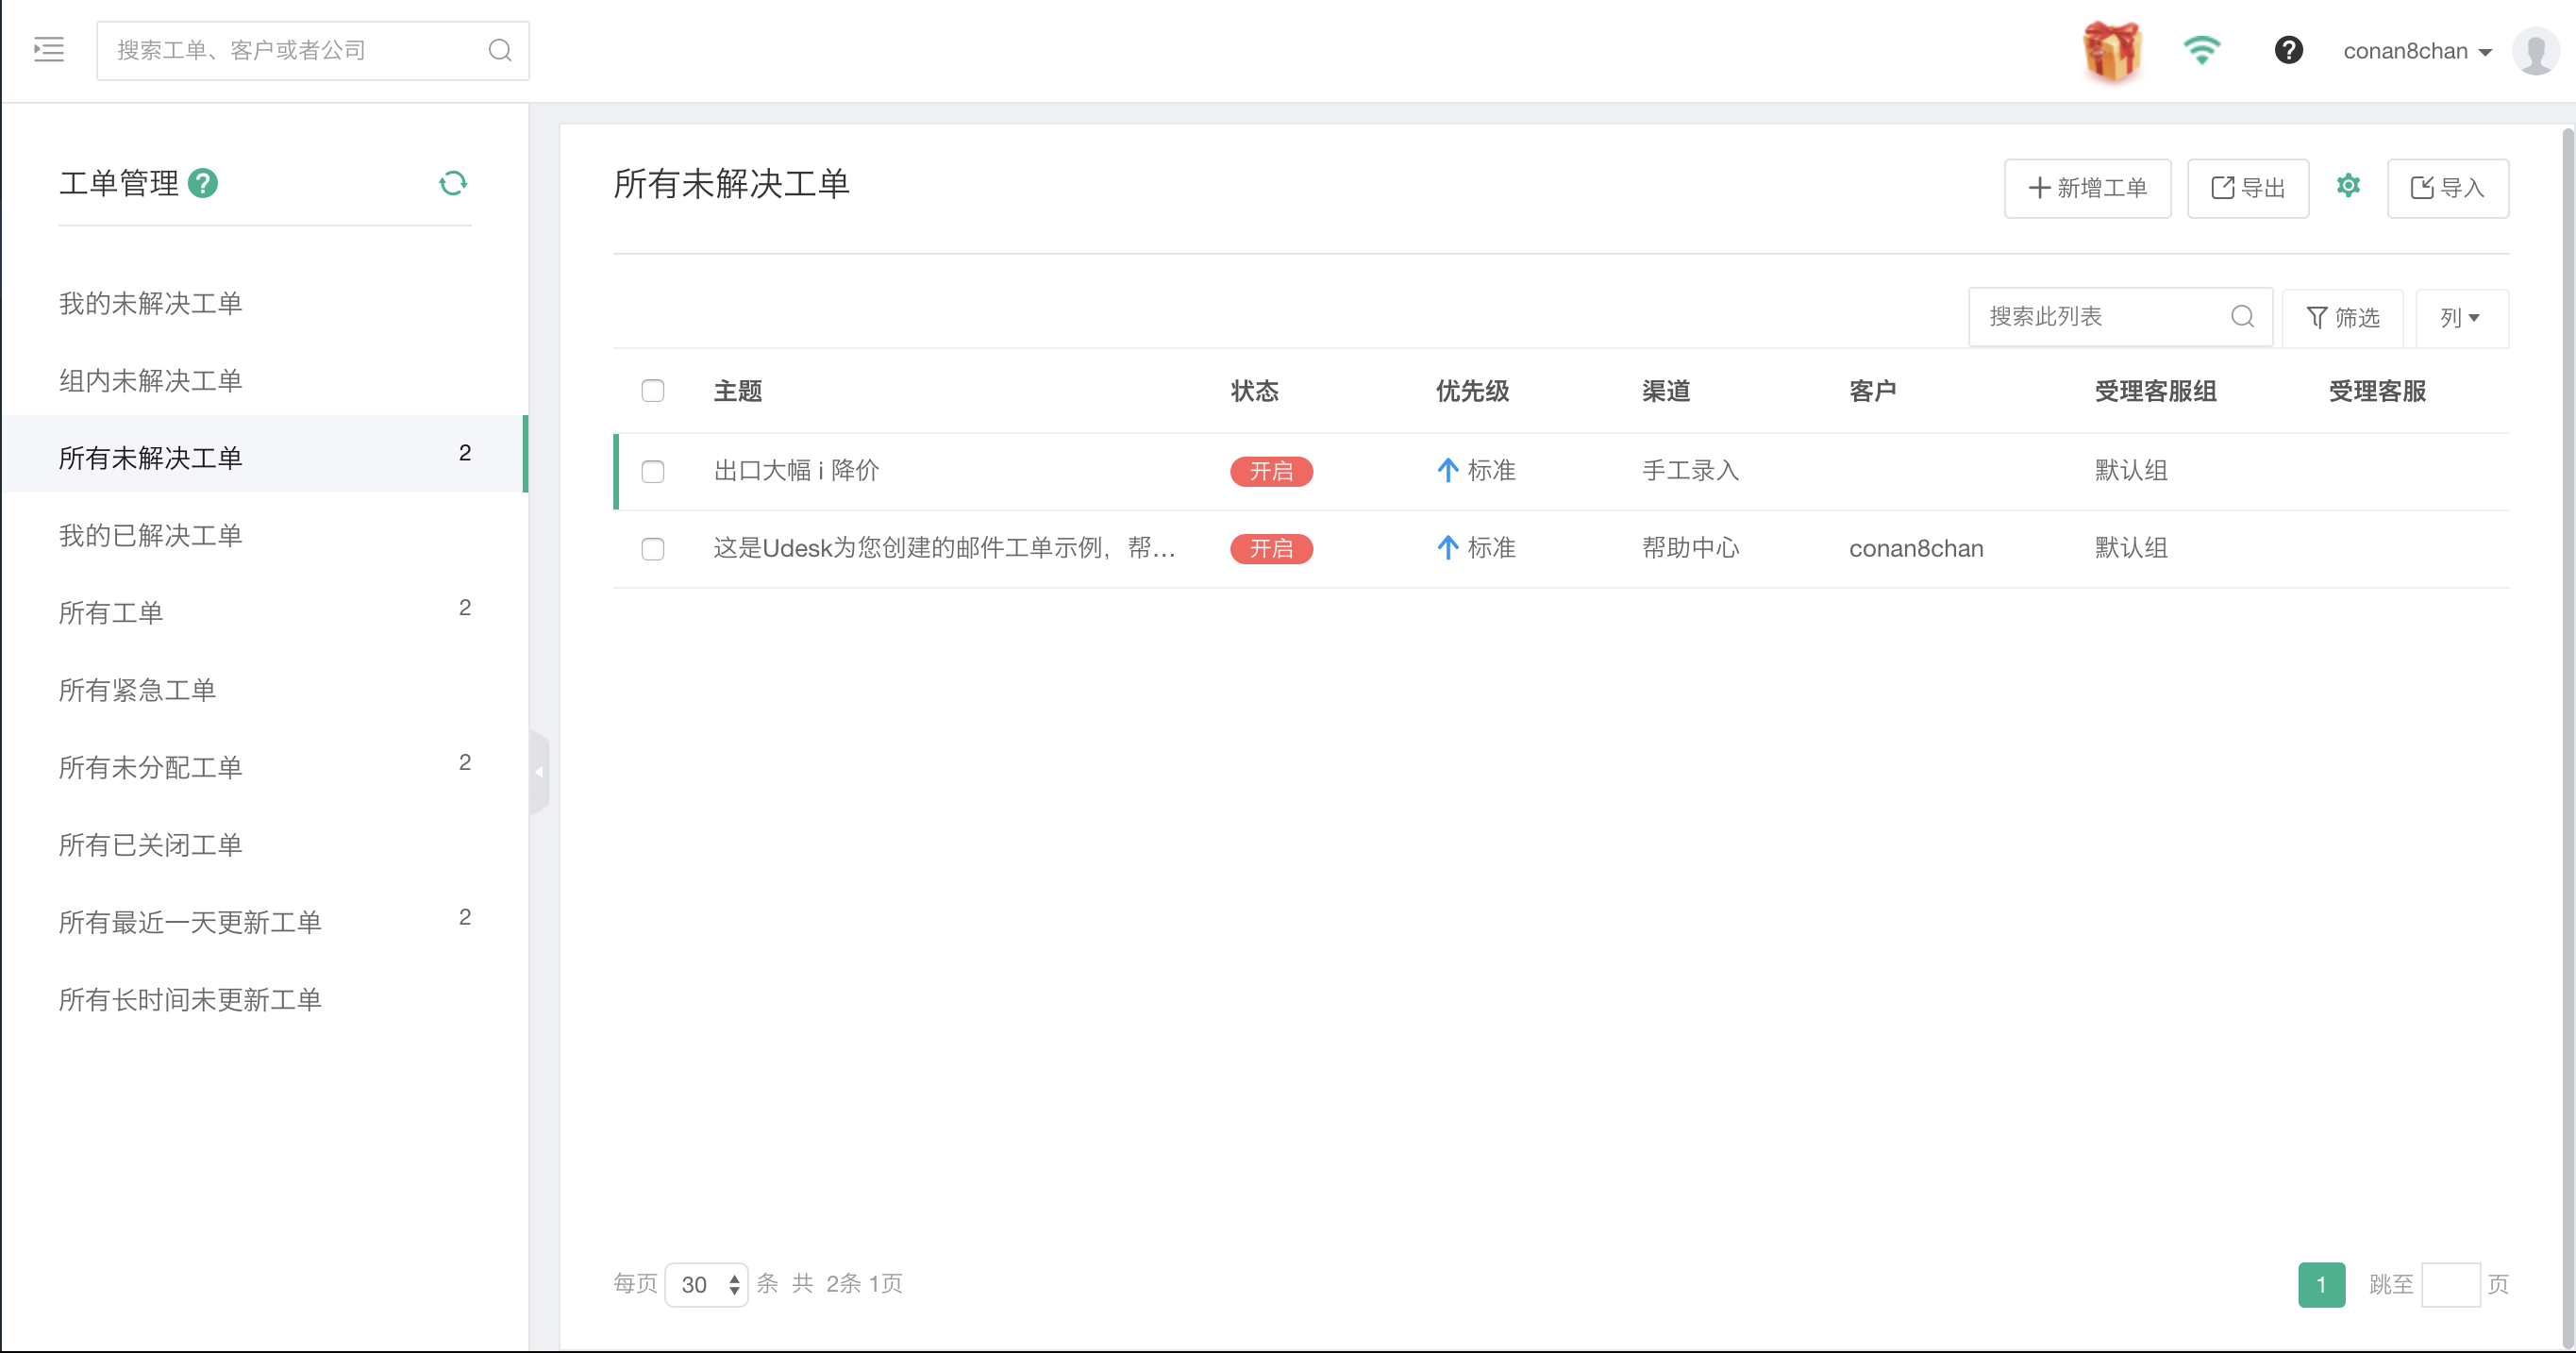 搜索工单、客户或者公司
conan8chan
工单管理
所有未解决工单
新增工单 导出 导入
我的未解决工单
搜索此列表 筛选 列
组内未解决工单
主题 状态 优先级 渠道 客户 受理客服组 受理客服
所有未解决工单 2
出口大幅 i 降价 开启 标准 手工录入 默认组
我的已解决工单
这是Udesk为您创建的邮件工单示例，帮... 开启 标准 帮助中心 conan8chan 默认组
所有工单 2
所有紧急工单
所有未分配工单 2
所有已关闭工单
所有最近一天更新工单 2
所有长时间未更新工单
每页 30 条 共 2条 1页
1 跳至 页